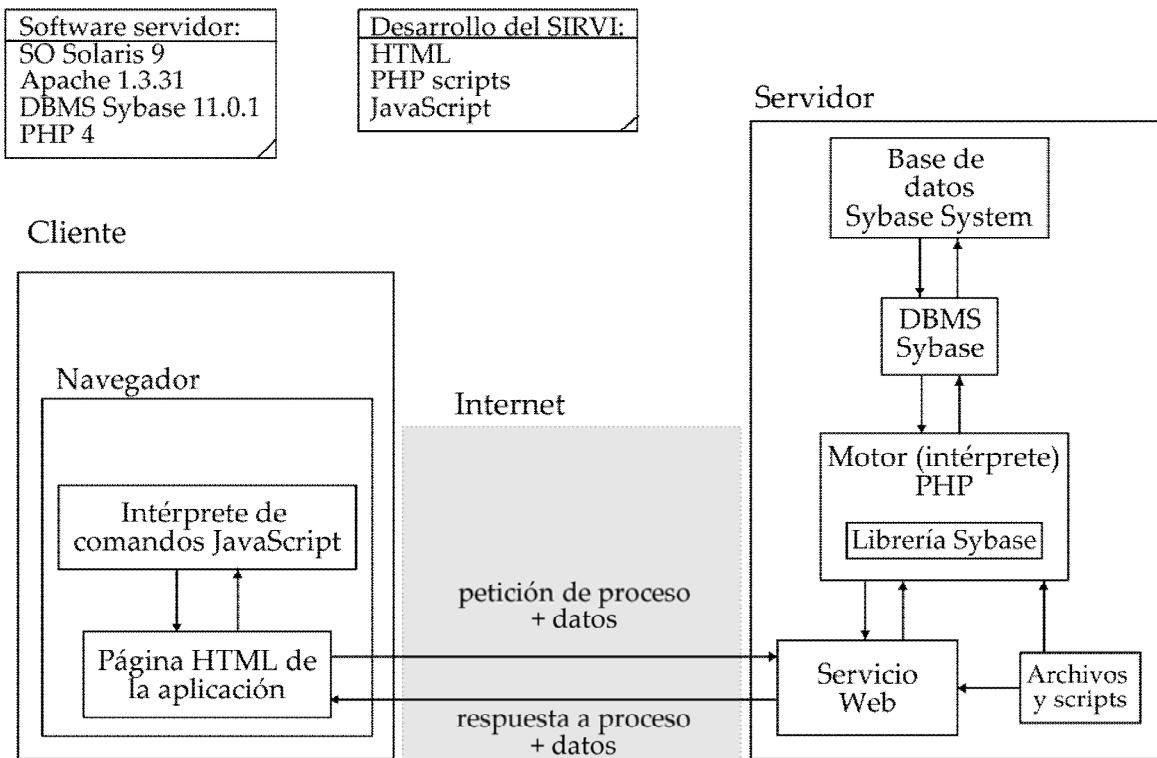 Software servidor:
SO Solaris 9
Apache 1.3.31
DBMS Sybase 11.0.1
PHP 4
Desarrollo del SIRVI:
HTML
PHP scripts
JavaScript
Servidor
Base de
datos
Sybase System
DBMS
Sybase
Motor (intérprete)
PHP
Librería Sybase
Servicio
Web
Archivos
y scripts
Cliente
Navegador
Intérprete de
comandos JavaScript
Página HTML de
la aplicación
Internet
petición de proceso
+ datos
respuesta a proceso
+ datos